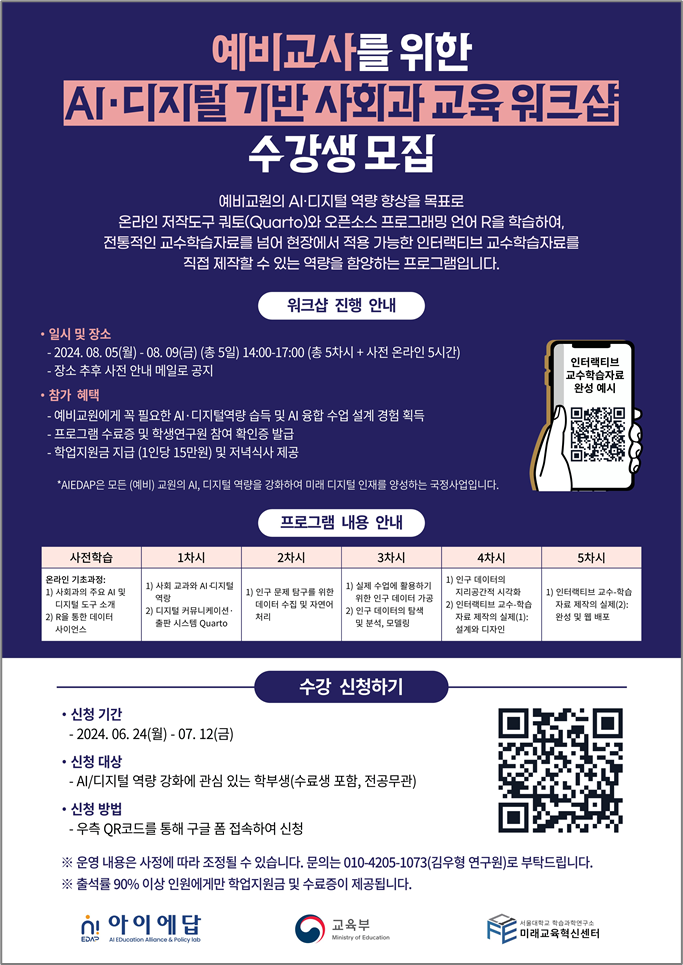 예비교사를 위한
AI·디지털 기반 사회과 교육 워크샵
수강생 모집
예비교원의 AI·디지털 역량 향상을 목표로
온라인 저작도구 쿼토(Quarto)와 오픈소스 프로그래밍 언어 R을 학습하여,
전통적인 교수학습자료를 넘어 현장에서 적용 가능한 인터랙티브 교수학습자료를
직접 제작할 수 있는 역량을 함양하는 프로그램입니다.
워크샵 진행 안내
• 일시 및 장소
- 2024. 08. 05(월) - 08. 09(금) (총 5일) 14:00-17:00 (총 5차시 + 사전 온라인 5시간)
- 장소 추후 사전 안내 메일로 공지
• 참가 혜택
- 예비교원에게 꼭 필요한 AI·디지털역량 습득 및 AI 융합 수업 설계 경험 획득
- 프로그램 수료증 및 학생연구원 참여 확인증 발급
- 학업지원금 지급 (1인당 15만원) 및 저녁식사 제공
*AIEDAP은 모든 (예비) 교원의 AI, 디지털 역량을 강화하여 미래 디지털 인재를 양성하는 국정사업입니다.
인터랙티브
교수학습자료
완성 예시
프로그램 내용 안내
사전학습
온라인 기초과정:
1) 사회과의 주요 AI 및
디지털 도구 소개
2) R을 통한 데이터
사이언스
1차시
1) 사회 교과와 AI·디지털
역량
2) 디지털 커뮤니케이션·
출판 시스템 Quarto
2차시
1) 인구 문제 탐구를 위한
데이터 수집 및 자연어
처리
3차시
1) 실제 수업에 활용하기
위한 인구 데이터 가공
2) 인구 데이터의 탐색
및 분석, 모델링
4차시
1) 인구 데이터의
지리공간적 시각화
2) 인터랙티브 교수-학습
자료 제작의 실제(1):
설계와 디자인
5차시
1) 인터랙티브 교수-학습
자료 제작의 실제(2):
완성 및 웹 배포
수강 신청하기
• 신청 기간
- 2024. 06. 24(월) - 07. 12(금)
• 신청 대상
- AI/디지털 역량 강화에 관심 있는 학부생(수료생 포함, 전공무관)
• 신청 방법
- 우측 QR코드를 통해 구글 폼 접속하여 신청
※ 운영 내용은 사정에 따라 조정될 수 있습니다. 문의는 010-4205-1073(김우형 연구원)로 부탁드립니다.
※ 출석률 90% 이상 인원에게만 학업지원금 및 수료증이 제공됩니다.
AI
EDAP
아이에답
AI EDucation Alliance & Policy lab
교육부
Ministry of Education
FE
서울대학교 학습과학연구소
미래교육혁신센터